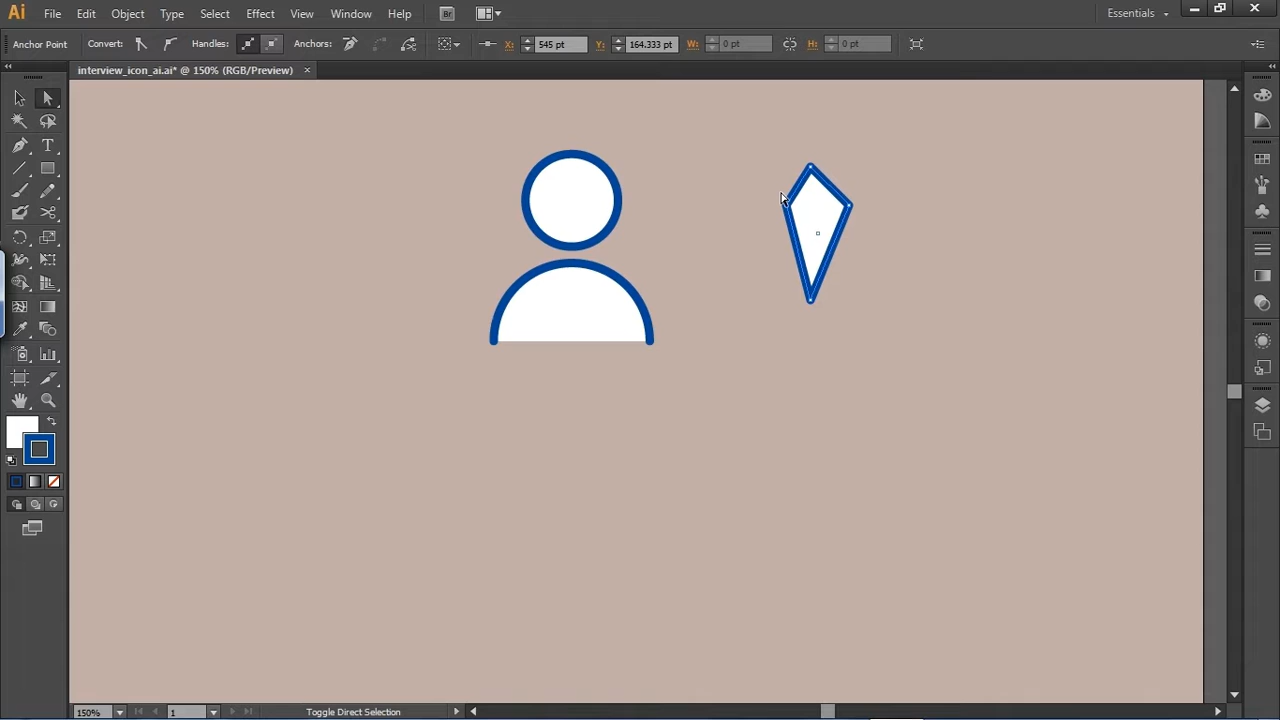 Ai File Edit Object Type Select Effect View Window Help Br Essentials
Anchor Point Convert: Handles: Anchors: X: 545 pt Y: 164.333 pt W: 0 pt H: 0 pt
interview_icon_ai.ai* @ 150% (RGB/Preview) ×
T
150% 1 Toggle Direct Selection